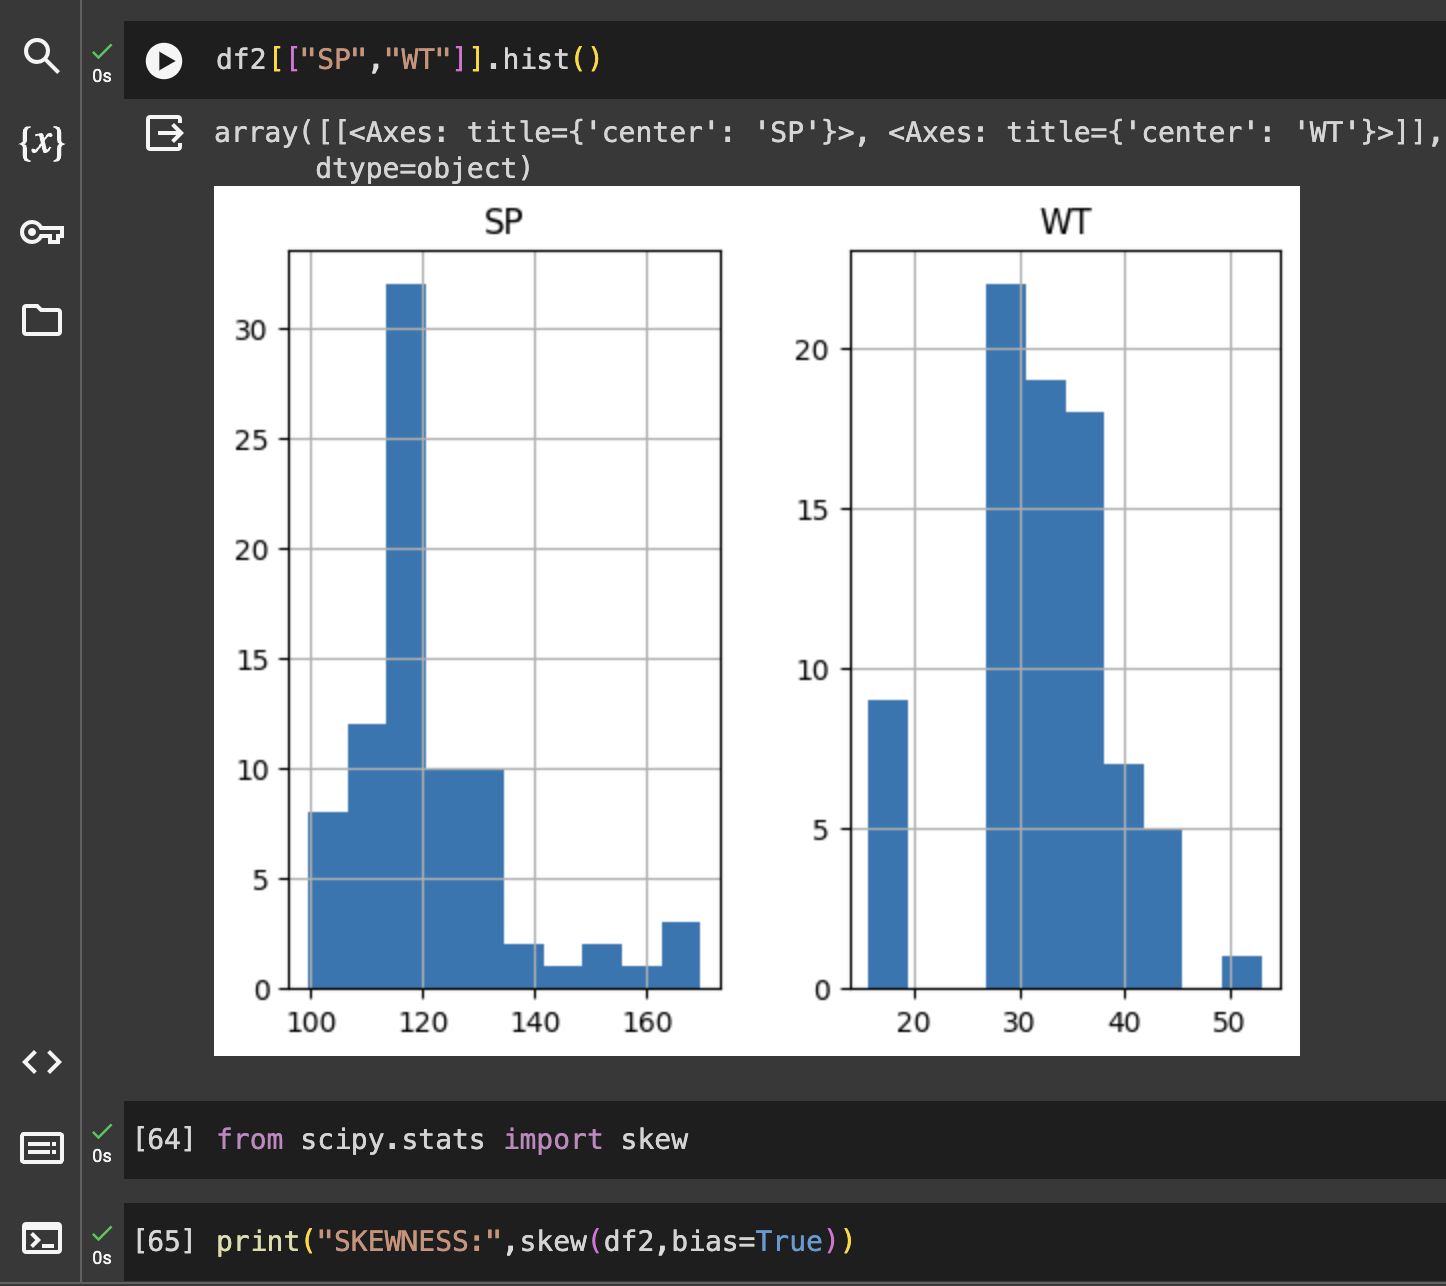 0s
df2[["SP","WT"]].hist()
array([[<Axes: title={'center': 'SP'}>, <Axes: title={'center': 'WT'}>]],
dtype=object)
SP
30
25
20
15
10
5
0
100 120 140 160
WT
20
15
10
5
0
20 30 40 50
{x}
0s
[64] from scipy.stats import skew
0s
[65] print("SKEWNESS:",skew(df2,bias=True))